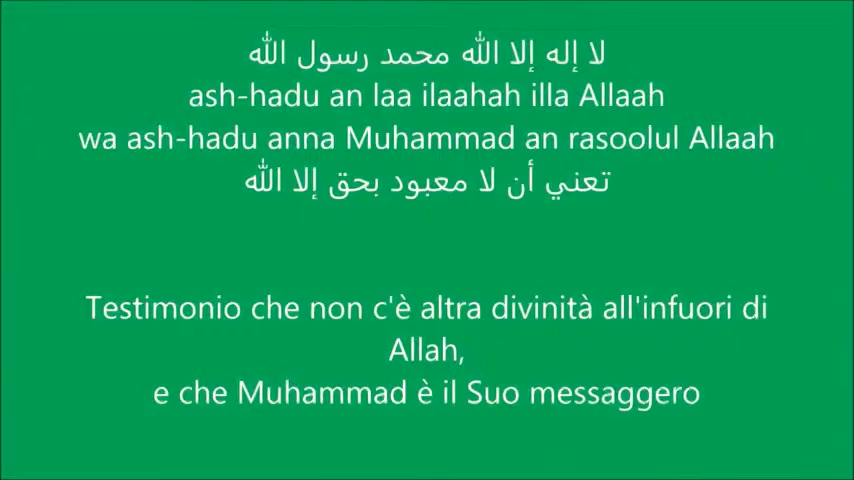 لا إله إلا الله محمد رسول الله
ash-hadu an laa ilaahah illa Allaah
wa ash-hadu anna Muhammad an rasoolul Allaah
تعني أن لا معبود بحق إلا الله
Testimonio che non c'è altra divinità all'infuori di
Allah,
e che Muhammad è il Suo messaggero